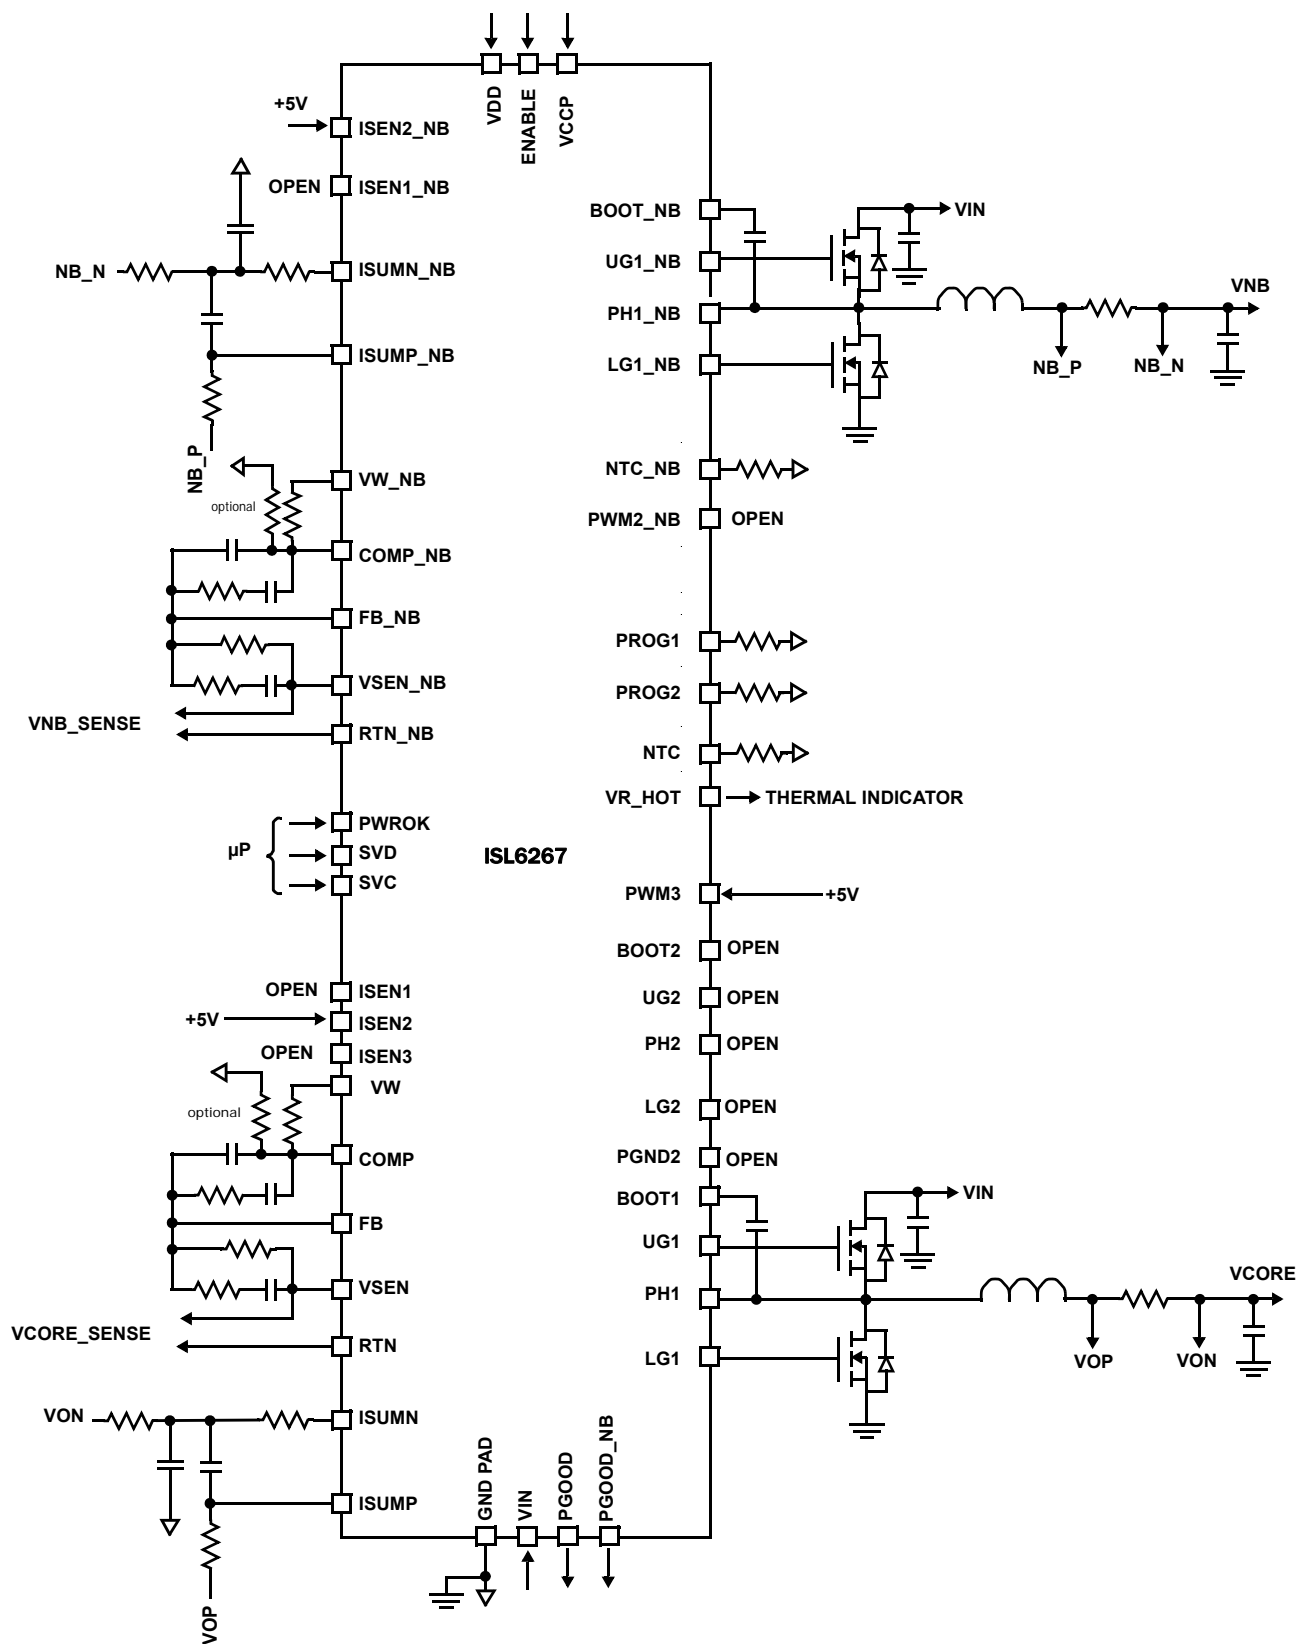 VDD
ENABLE
VCCP
+5V
ISEN2_NB
OPEN
ISEN1_NB
NB_N
ISUMN_NB
ISUMP_NB
NB_P
VW_NB
optional
COMP_NB
FB_NB
VSEN_NB
VNB_SENSE
RTN_NB
µP
PWROK
SVD
SVC
ISL6267
OPEN
ISEN1
+5V
ISEN2
OPEN
ISEN3
VW
optional
COMP
FB
VSEN
VCORE_SENSE
RTN
VON
ISUMN
ISUMP
VOP
BOOT_NB
VIN
UG1_NB
PH1_NB
VNB
LG1_NB
NB_P
NB_N
NTC_NB
PWM2_NB
OPEN
PROG1
PROG2
NTC
VR_HOT
THERMAL INDICATOR
PWM3
+5V
BOOT2
OPEN
UG2
OPEN
PH2
OPEN
LG2
OPEN
PGND2
OPEN
BOOT1
VIN
UG1
PH1
VCORE
LG1
VOP
VON
GND PAD
VIN
PGOOD
PGOOD_NB